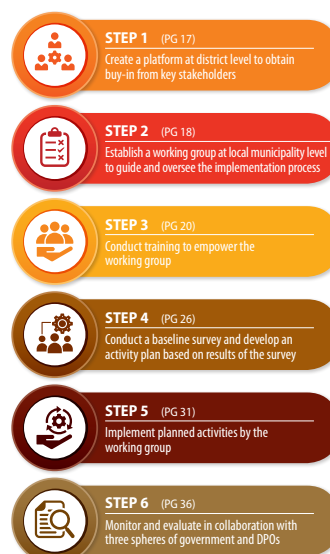 STEP 1 (PG 17)
Create a platform at district level to obtain
buy-in from key stakeholders
STEP 2 (PG 18)
Establish a working group at local municipality level
to guide and oversee the implementation process
STEP 3 (PG 20)
Conduct training to empower the
working group
STEP 4 (PG 26)
Conduct a baseline survey and develop an
activity plan based on results of the survey
STEP 5 (PG 31)
Implement planned activities by the
working group
STEP 6 (PG 36)
Monitor and evaluate in collaboration with
three spheres of government and DPOs